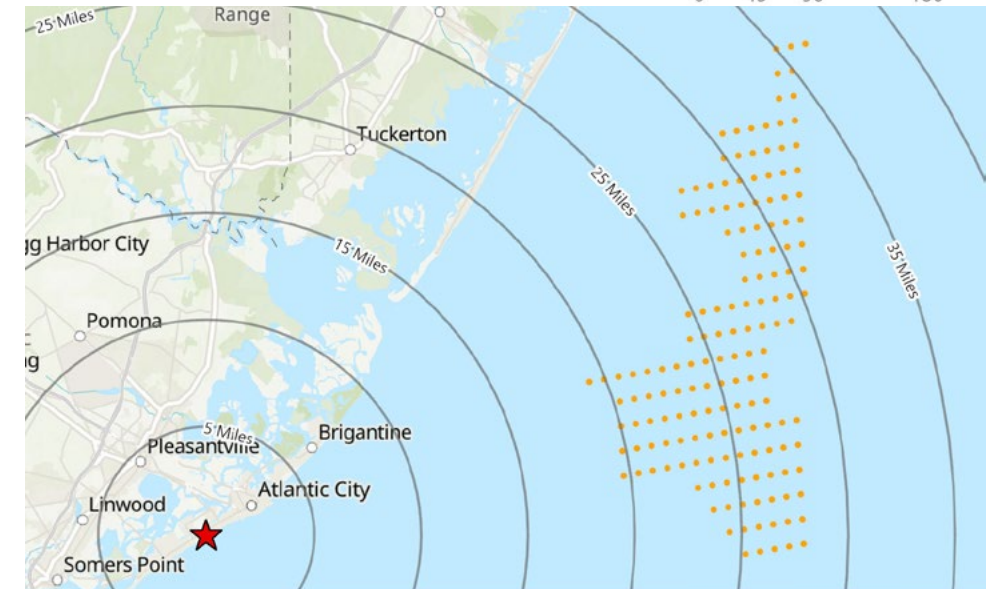 25 Miles
Range
Tuckerton
25 Miles
gg Harbor City
15 Miles
35 Miles
Pomona
ng
5 Miles
Pleasantville
Brigantine
Linwood
Atlantic City
Somers Point